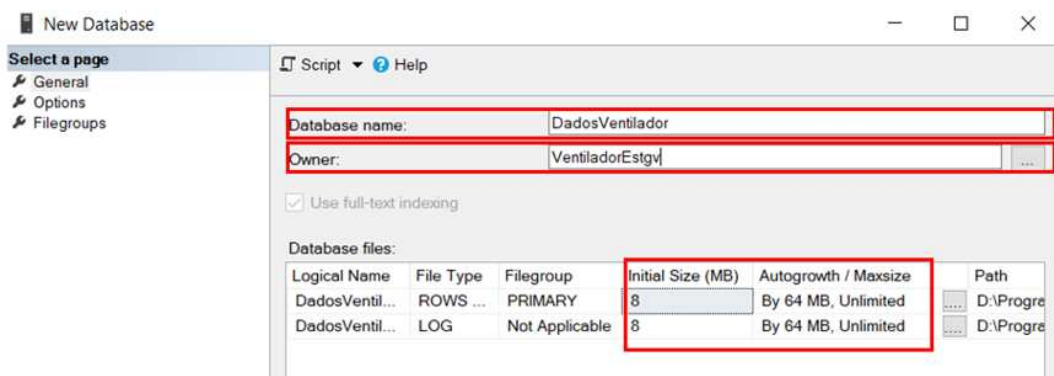 New Database
Select a page
General
Options
Filegroups
Script Help
Database name: DadosVentilador
Owner: VentiladorEstgv ...
Use full-text indexing
Database files:
Logical Name File Type Filegroup Initial Size (MB) Autogrowth / Maxsize Path
DadosVentil... ROWS ... PRIMARY 8 By 64 MB, Unlimited ... D:\Progra
DadosVentil... LOG Not Applicable 8 By 64 MB, Unlimited ... D:\Progra